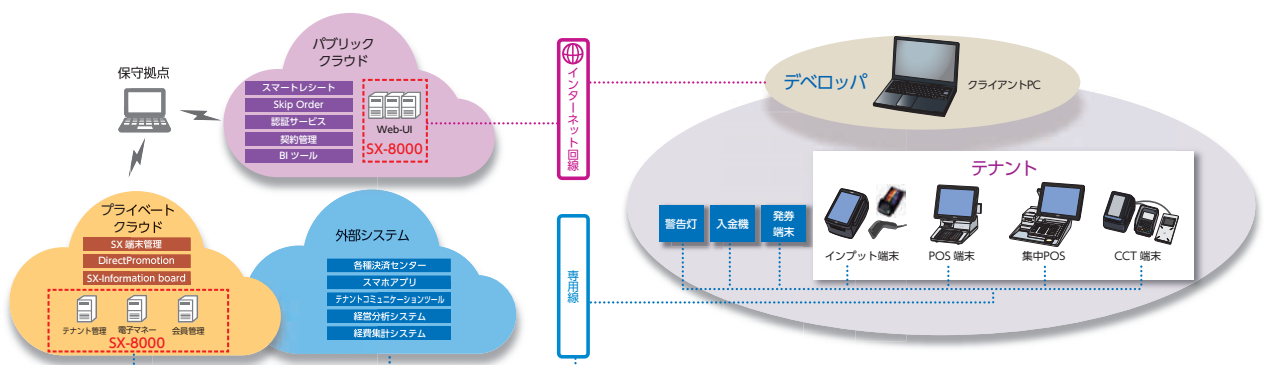 保守拠点
パブリック
クラウド
スマートレシート
Skip Order
認証サービス
契約管理
BI ツール
Web-UI
SX-8000
プライベート
クラウド
SX 端末管理
DirectPromotion
SX-Information board
テナント管理
電子マネー
会員管理
SX-8000
外部システム
各種決済センター
スマホアプリ
テナントコミュニケーションツール
経営分析システム
経費集計システム
インターネット回線
専用線
デベロッパ
クライアントPC
テナント
警告灯
入金機
発券
端末
インプット端末
POS 端末
集中POS
CCT 端末